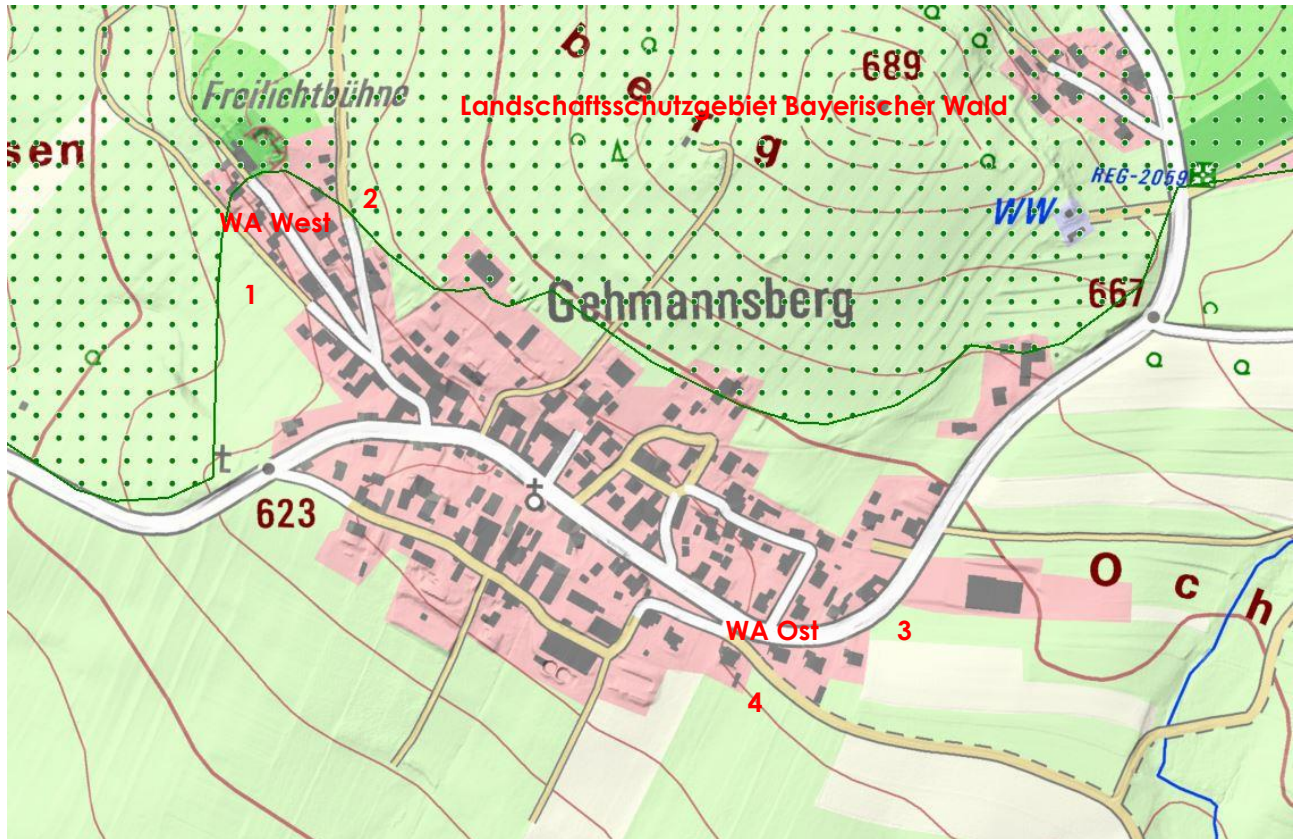 b
e
r
g
689
Freilichtbühne
Landschaftsschutzgebiet Bayerischer Wald
sen
REG-2059
2
WW
WA West
1
667
Gehmannsberg
623
O c h
WA Ost
3
4